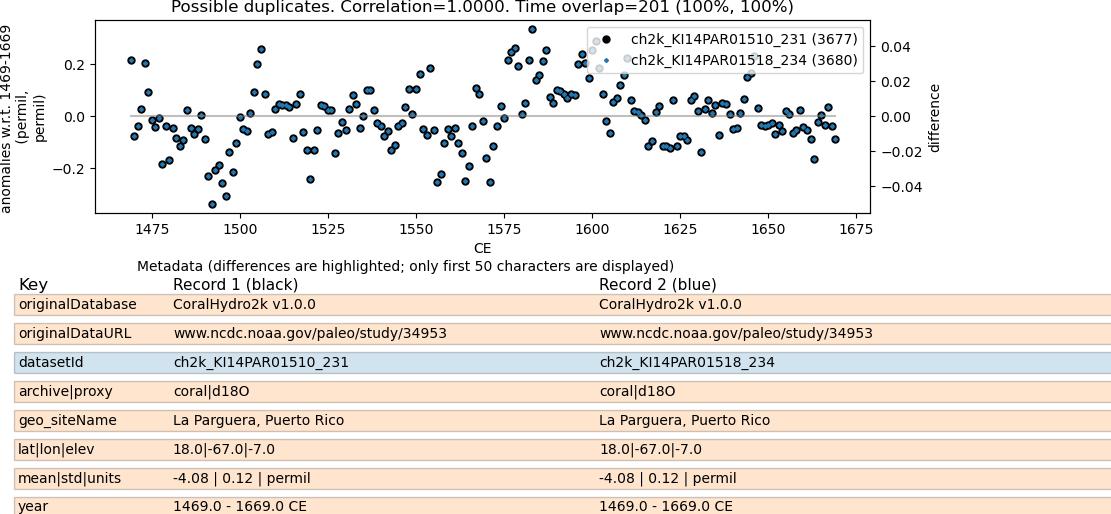 Possible duplicates. Correlation=1.0000. Time overlap=201 (100%, 100%)
anomalies w.r.t. 1469-1669
(permil,
permil)
0.2
0.0
−0.2
ch2k_KI14PAR01510_231 (3677)
ch2k_KI14PAR01518_234 (3680)
0.04
0.02
0.00
−0.02
−0.04
difference
1475 1500 1525 1550 1575 1600 1625 1650 1675
CE
Metadata (differences are highlighted; only first 50 characters are displayed)
Key Record 1 (black) Record 2 (blue)
originalDatabase CoralHydro2k v1.0.0 CoralHydro2k v1.0.0
originalDataURL www.ncdc.noaa.gov/paleo/study/34953 www.ncdc.noaa.gov/paleo/study/34953
datasetId ch2k_KI14PAR01510_231 ch2k_KI14PAR01518_234
archive|proxy coral|d18O coral|d18O
geo_siteName La Parguera, Puerto Rico La Parguera, Puerto Rico
lat|lon|elev 18.0|-67.0|-7.0 18.0|-67.0|-7.0
mean|std|units -4.08 | 0.12 | permil -4.08 | 0.12 | permil
year 1469.0 - 1669.0 CE 1469.0 - 1669.0 CE